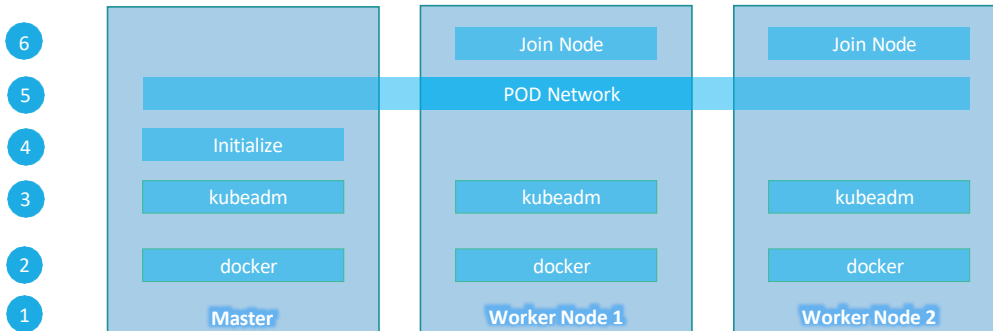 6 Join Node Join Node
5 POD Network
4 Initialize
3 kubeadm kubeadm kubeadm
2 docker docker docker
1 Master Worker Node 1 Worker Node 2